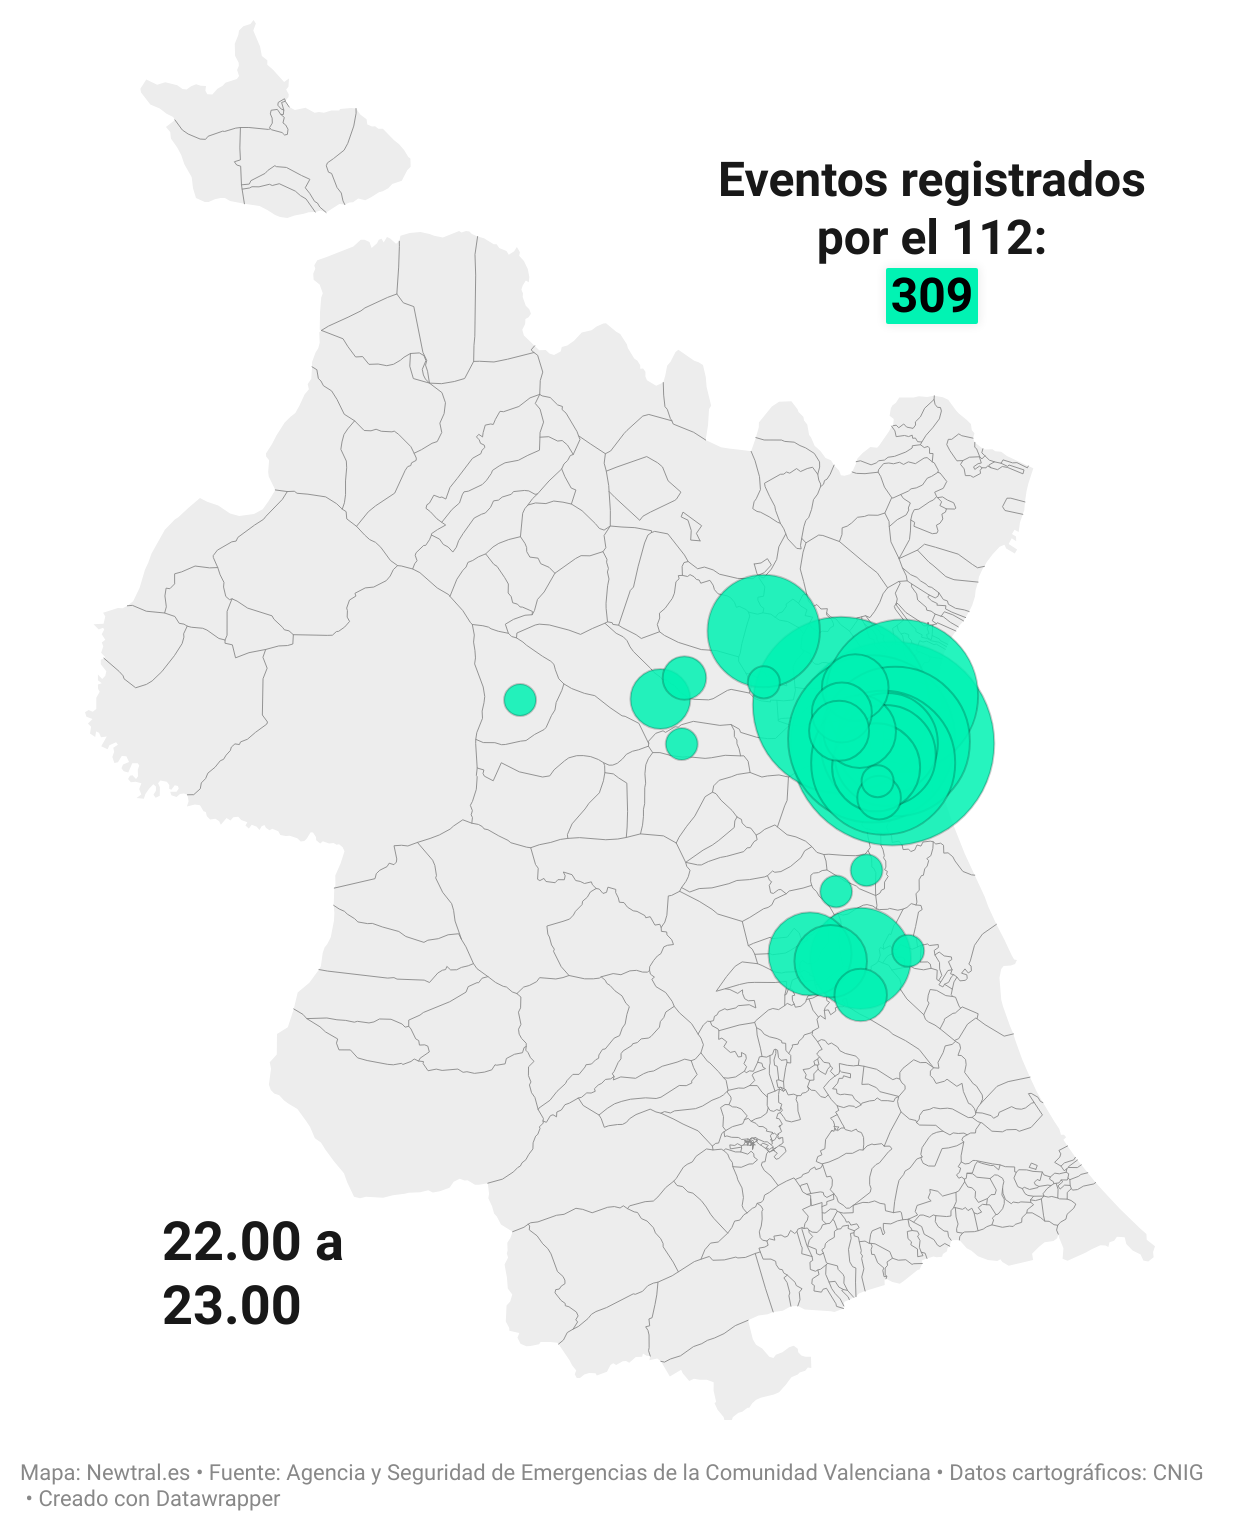 Eventos registrados
por el 112:
309
22.00 a
23.00
Mapa: Newtral.es • Fuente: Agencia y Seguridad de Emergencias de la Comunidad Valenciana • Datos cartográficos: CNIG
• Creado con Datawrapper